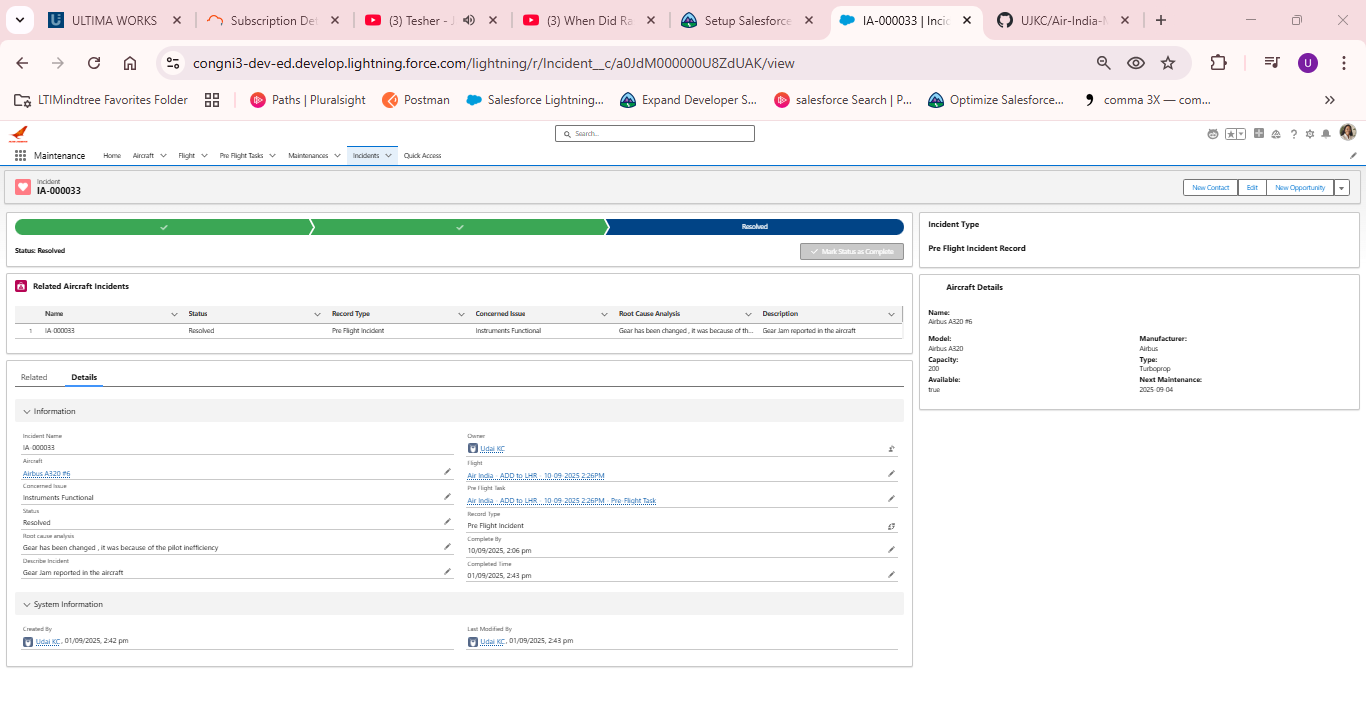 ULTIMA WORKS
Subscription De
(3) Tesher - J
(3) When Did Ra
Setup Salesforce
IA-000033 | Incid
UJKC/Air-India-M
congni3-dev-ed.develop.lightning.force.com/lightning/r/Incident__c/a0JdM000000U8ZdUAK/view
U
LTIMindtree Favorites Folder
Paths | Pluralsight
Postman
Salesforce Lightning...
Expand Developer S...
salesforce Search | P...
Optimize Salesforce...
comma 3X — com...
Search...
Maintenance
Home
Aircraft
Flight
Pre Flight Tasks
Maintenances
Incidents
Quick Access
Incident
IA-000033
New Contact
Edit
New Opportunity
Resolved
Status: Resolved
Mark Status as Complete
Related Aircraft Incidents
Name Status Record Type Concerned Issue Root Cause Analysis Description
1 IA-000033 Resolved Pre Flight Incident Instruments Functional Gear has been changed , it was because of th... Gear Jam reported in the aircraft
Related
Details
Information
Incident Name
IA-000033
Aircraft
Airbus A320 #6
Concerned Issue
Instruments Functional
Status
Resolved
Root cause analysis
Gear has been changed , it was because of the pilot inefficiency
Describe Incident
Gear Jam reported in the aircraft
Owner
Udai KC
Flight
Air India - ADD to LHR - 10-09-2025 2:26PM
Pre Flight Task
Air India - ADD to LHR - 10-09-2025 2:26PM - Pre-Flight Task
Record Type
Pre Flight Incident
Complete By
10/09/2025, 2:06 pm
Completed Time
01/09/2025, 2:43 pm
System Information
Created By
Udai KC, 01/09/2025, 2:42 pm
Last Modified By
Udai KC, 01/09/2025, 2:43 pm
Incident Type
Pre Flight Incident Record
Aircraft Details
Name:
Airbus A320 #6
Model:
Airbus A320
Manufacturer:
Airbus
Capacity:
200
Type:
Turboprop
Available:
true
Next Maintenance:
2025-09-04